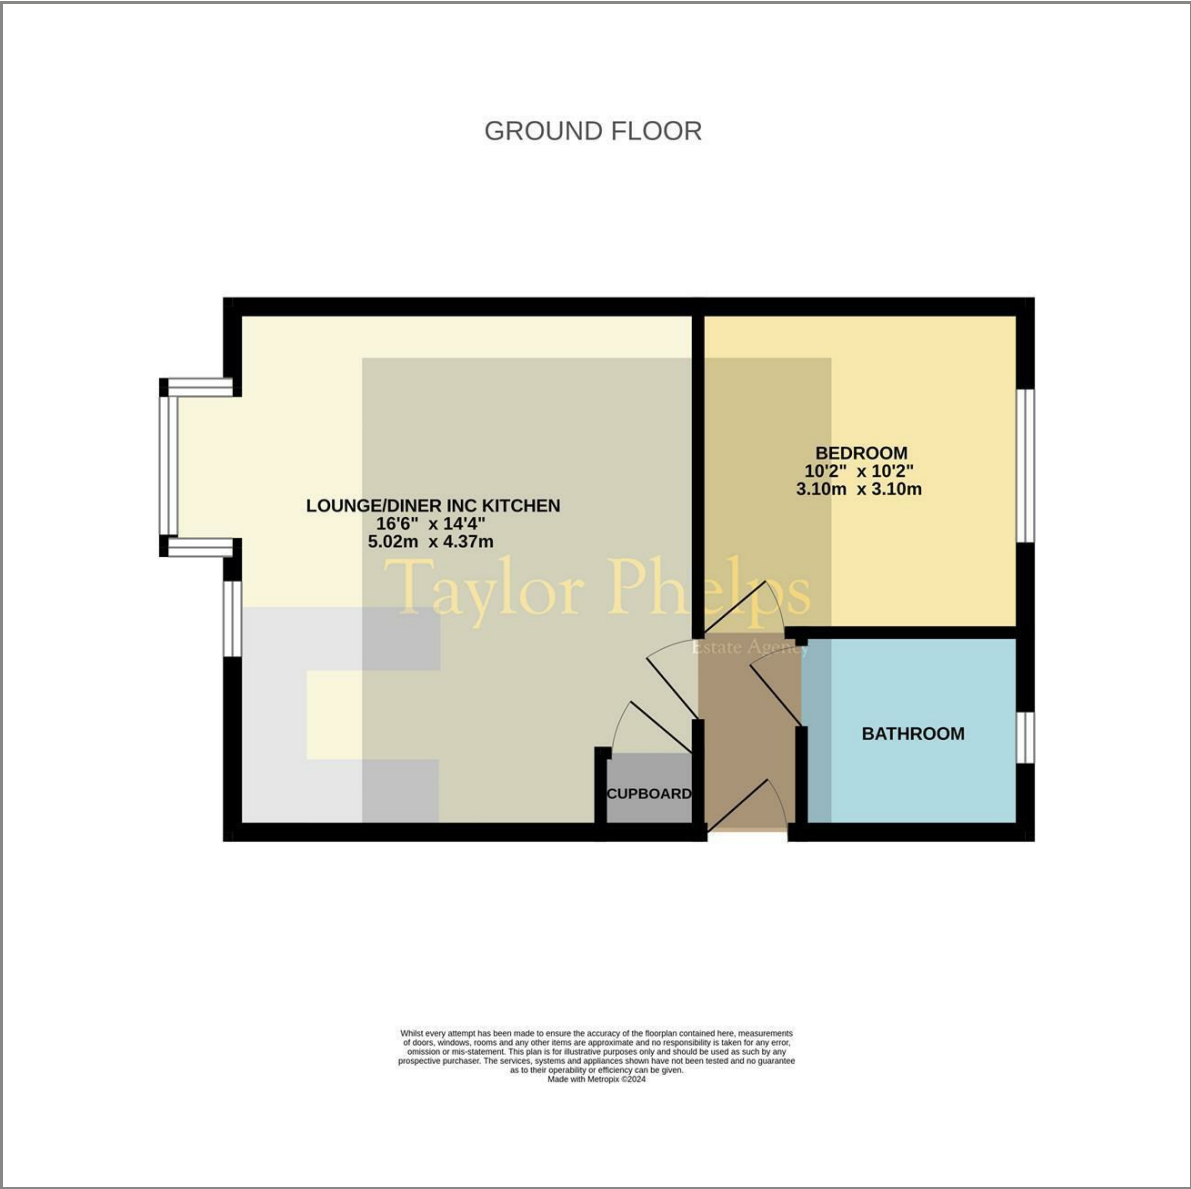 GROUND FLOOR
LOUNGE/DINER INC KITCHEN
16'6" x 14'4"
5.02m x 4.37m
BEDROOM
10'2" x 10'2"
3.10m x 3.10m
Taylor Phelps
Estate Agency
BATHROOM
CUPBOARD
Whilst every attempt has been made to ensure the accuracy of the floorplan contained here, measurements
of doors, windows, rooms and any other items are approximate and no responsibility is taken for any error,
omission or mis-statement. This plan is for illustrative purposes only and should be used as such by any
prospective purchaser. The services, systems and appliances shown have not been tested and no guarantee
as to their operability or efficiency can be given.
Made with Metropix ©2024